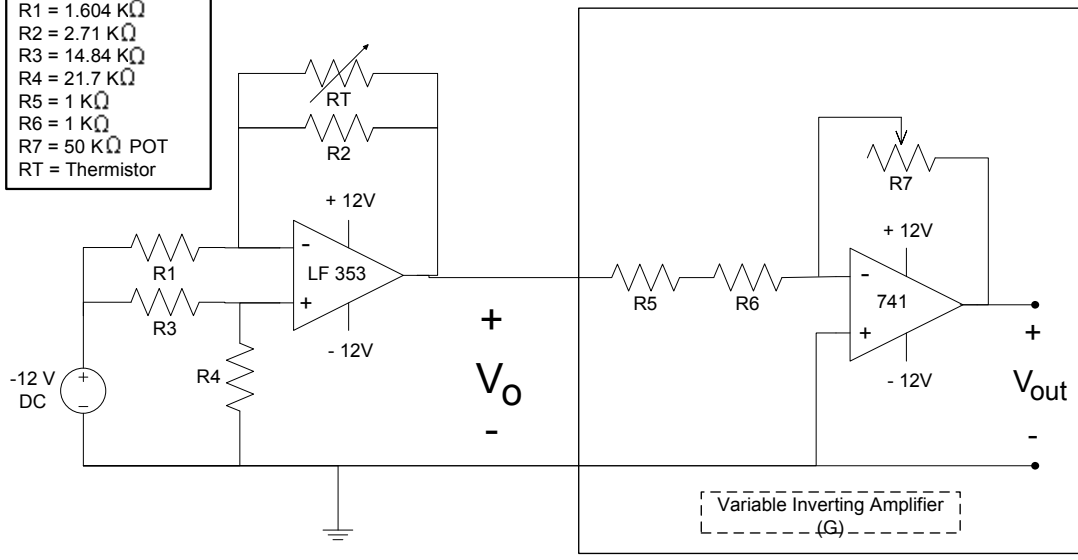 R1 = 1.604 KΩ
R2 = 2.71 KΩ
R3 = 14.84 KΩ
R4 = 21.7 KΩ
R5 = 1 KΩ
R6 = 1 KΩ
R7 = 50 KΩ POT
RT = Thermistor
RT
R2
+ 12V
-
LF 353
+
- 12V
R1
R3
R4
-12 V
DC
+
-
+
Vo
-
R5
R6
R7
+ 12V
-
741
+
- 12V
+
Vout
-
Variable Inverting Amplifier
(G)